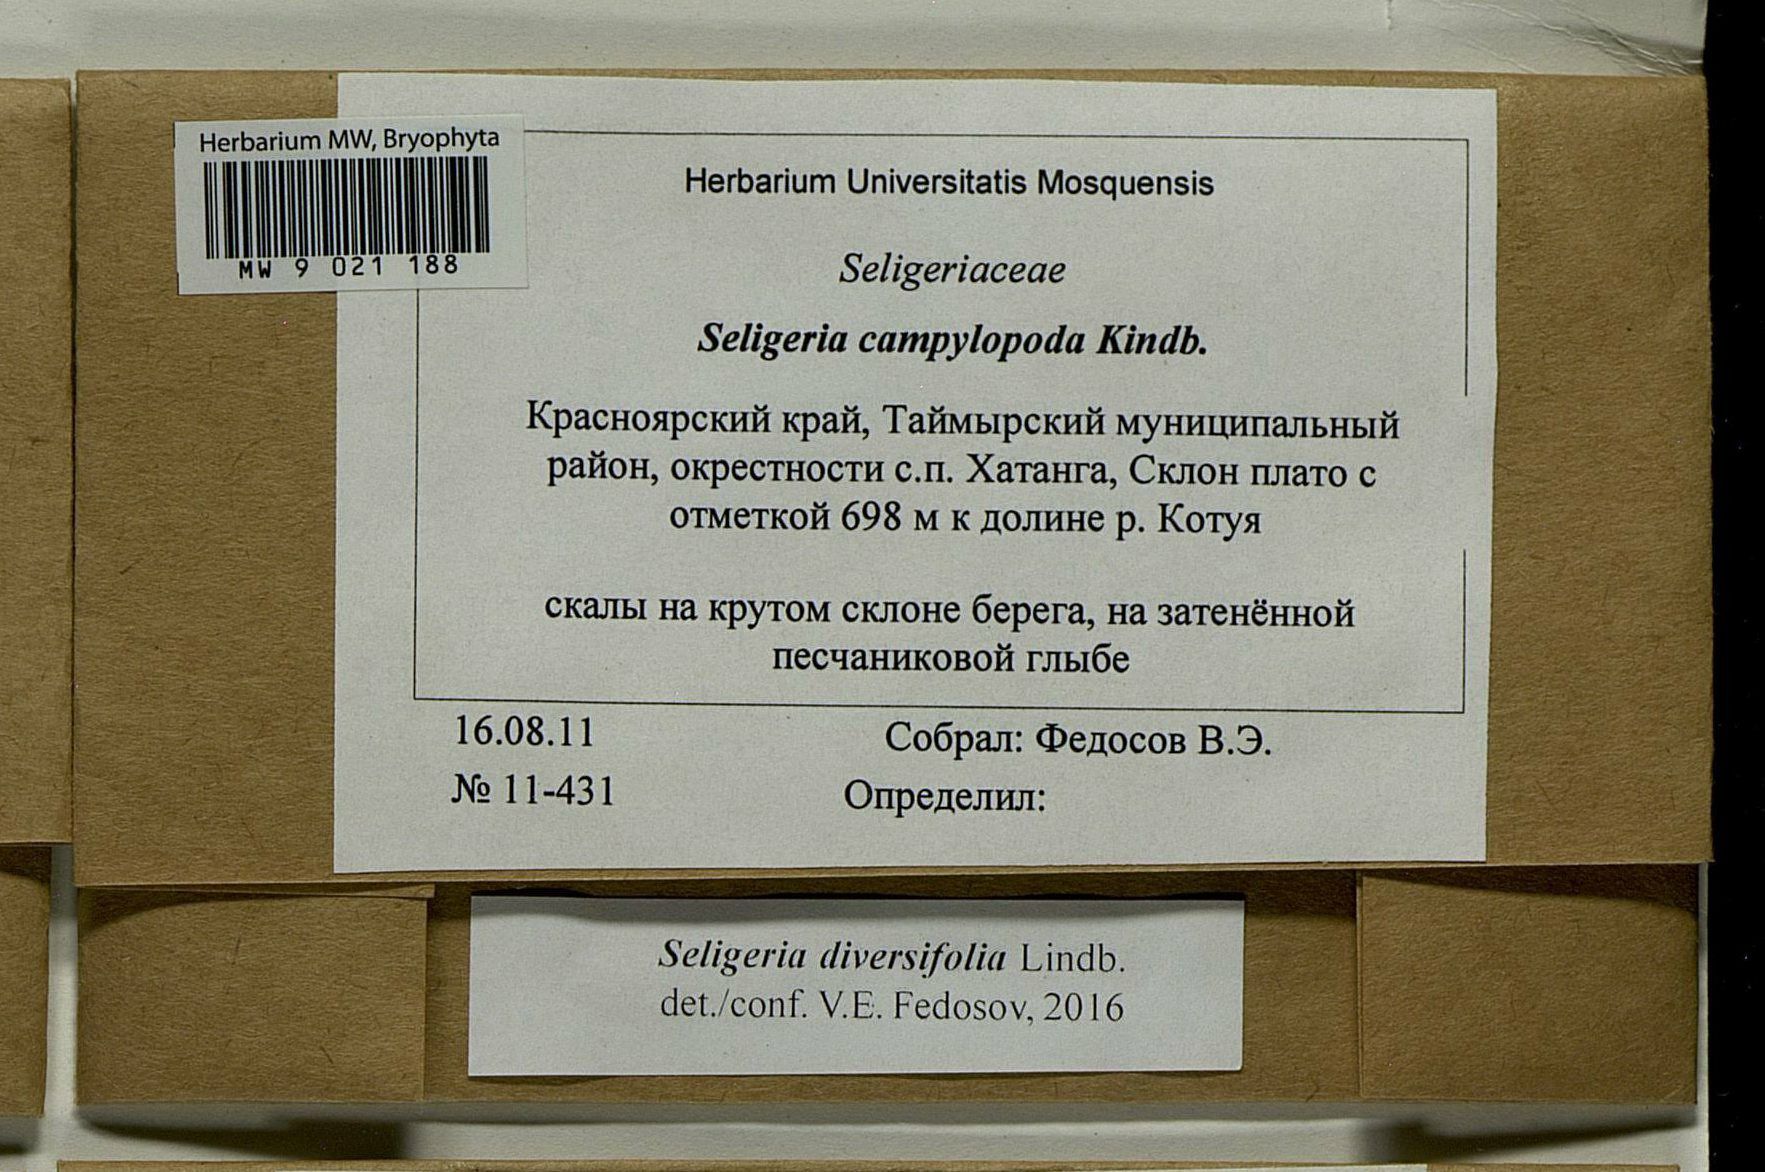 Herbarium MW, Bryophyta
MW 9 021 188
Herbarium Universitatis Mosquensis
Seligeriaceae
Seligeria campylopoda Kindb.
Красноярский край, Таймырский муниципальный
район, окрестности с.п. Хатанга, Склон плато с
отметкой 698 м к долине р. Котуя
скалы на крутом склоне берега, на затенённой
песчаниковой глыбе
16.08.11
Собрал: Федосов В.Э.
№ 11-431
Определил:
Seligeria diversifolia Lindb.
det./conf. V.E. Fedosov, 2016